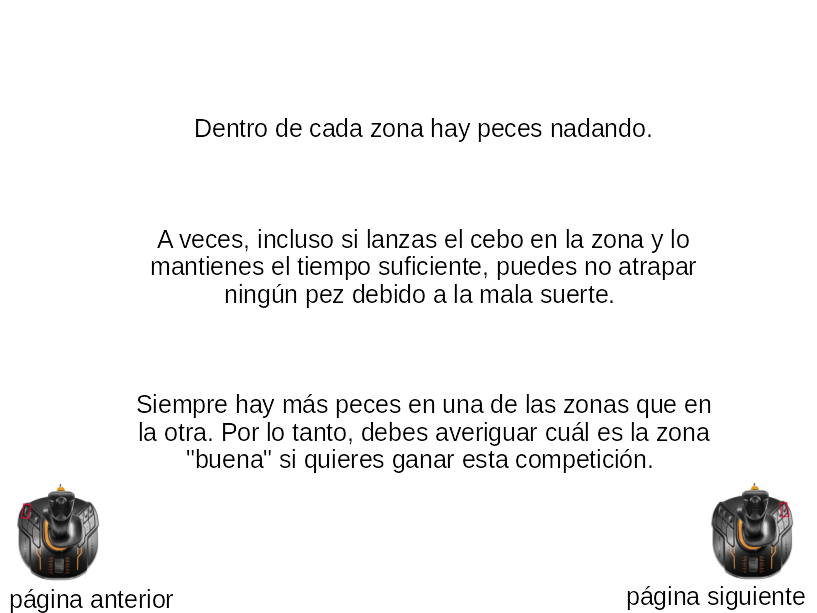 Dentro de cada zona hay peces nadando.
A veces, incluso si lanzas el cebo en la zona y lo
mantienes el tiempo suficiente, puedes no atrapar
ningún pez debido a la mala suerte.
Siempre hay más peces en una de las zonas que en
la otra. Por lo tanto, debes averiguar cuál es la zona
"buena" si quieres ganar esta competición.
página anterior
página siguiente